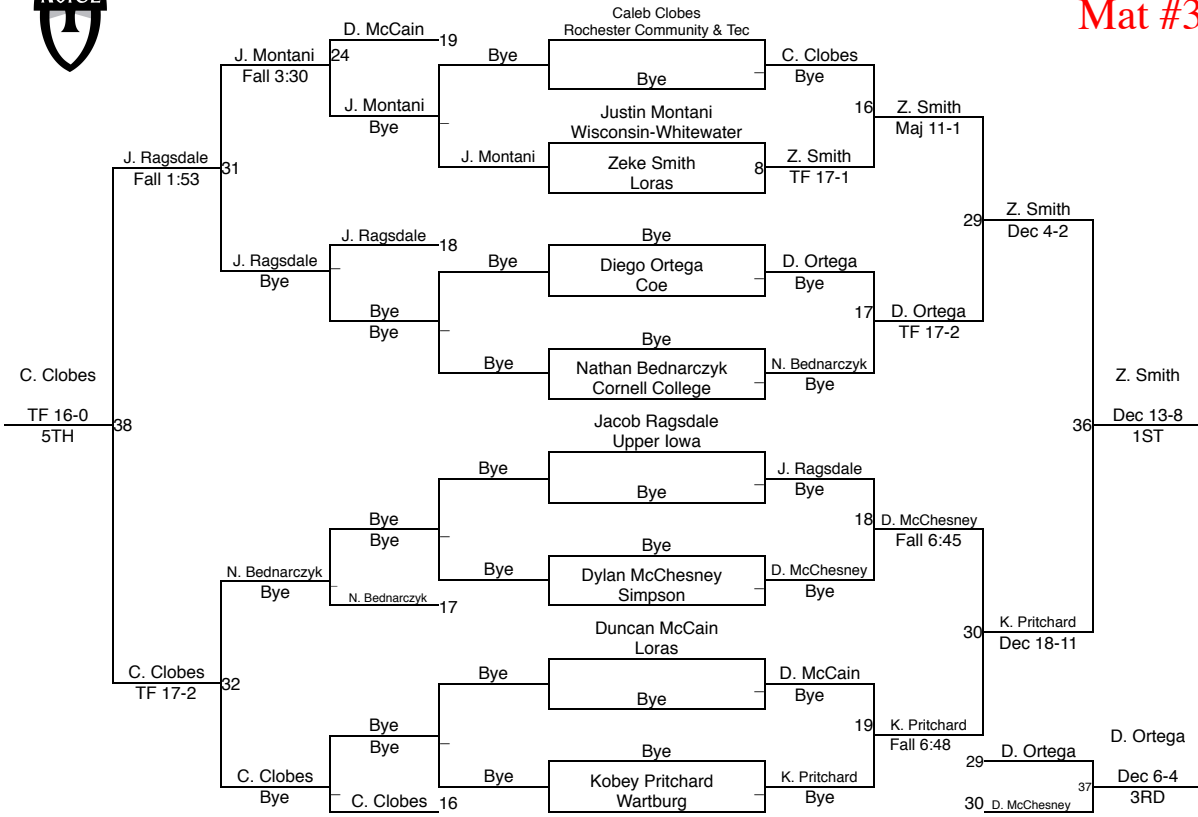 Mat #3
Caleb Clobes
Rochester Community & Tec
Bye
Justin Montani
Wisconsin-Whitewater
Zeke Smith
Loras
8
Bye
Diego Ortega
Coe
Bye
Nathan Bednarczyk
Cornell College
Jacob Ragsdale
Upper Iowa
Bye
Bye
Dylan McChesney
Simpson
Duncan McCain
Loras
Bye
Bye
Kobey Pritchard
Wartburg
C. Clobes
Bye
Z. Smith
TF 17-1
D. Ortega
Bye
N. Bednarczyk
Bye
J. Ragsdale
Bye
D. McChesney
Bye
D. McCain
Bye
K. Pritchard
Bye
16
Z. Smith
Maj 11-1
17
D. Ortega
TF 17-2
18
D. McChesney
Fall 6:45
19
K. Pritchard
Fall 6:48
29
Z. Smith
Dec 4-2
30
K. Pritchard
Dec 18-11
36
Z. Smith
Dec 13-8
1ST
29
D. Ortega
30
D. McChesney
37
D. Ortega
Dec 6-4
3RD
Bye
J. Montani
Bye
Bye
Bye
Bye
Bye
Bye
D. McCain
19
J. Montani
Bye
J. Ragsdale
18
Bye
Bye
Bye
Bye
N. Bednarczyk
17
Bye
Bye
C. Clobes
16
24
J. Montani
Fall 3:30
J. Ragsdale
Bye
N. Bednarczyk
Bye
C. Clobes
Bye
31
J. Ragsdale
Fall 1:53
32
C. Clobes
TF 17-2
38
C. Clobes
TF 16-0
5TH